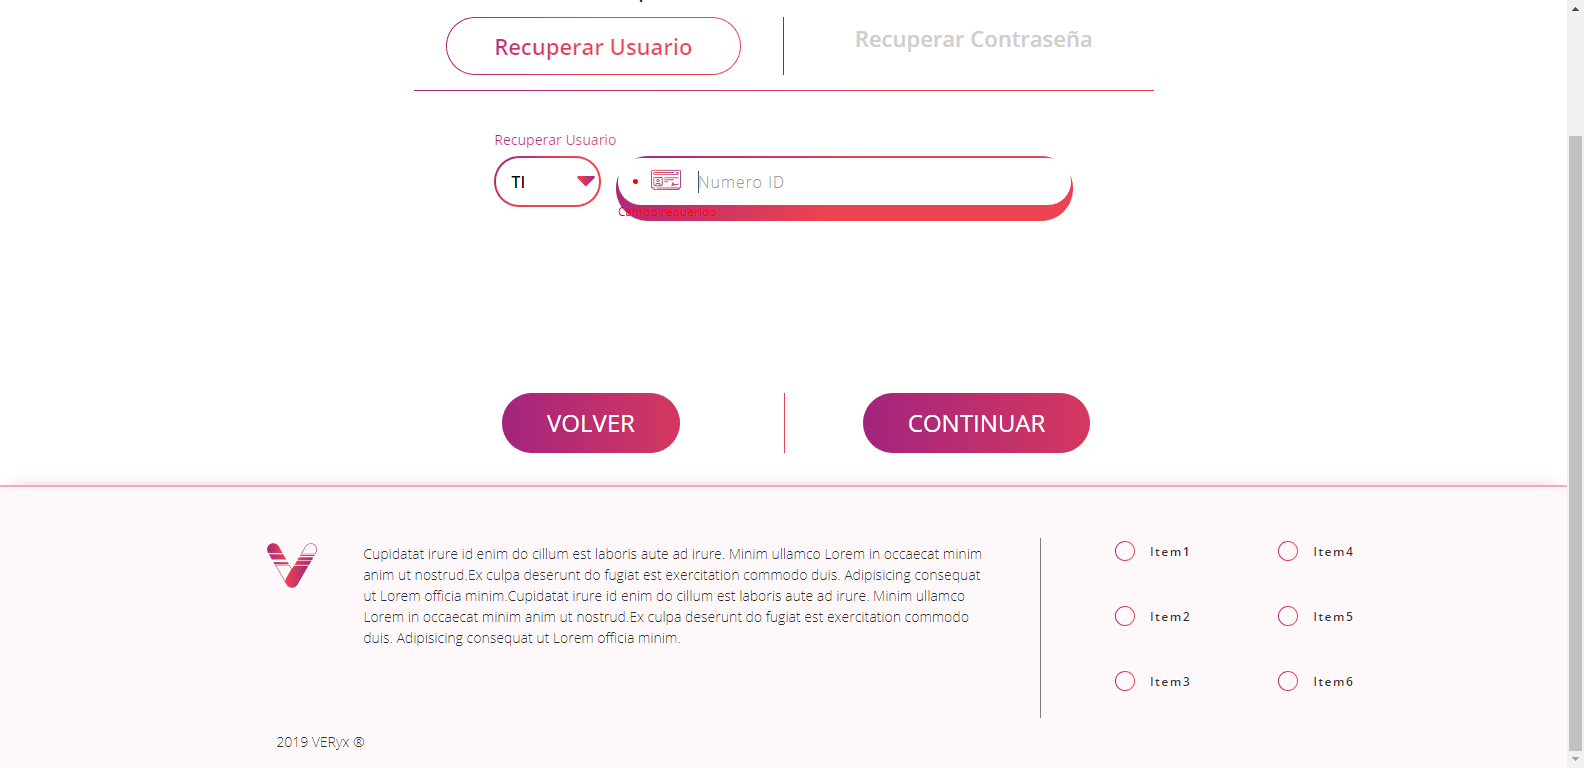 Recuperar Usuario
Recuperar Contraseña
Recuperar Usuario
TI
Numero ID
Campo requerido
VOLVER
CONTINUAR
Cupidatat irure id enim do cillum est laboris aute ad irure. Minim ullamco Lorem in occaecat minim
anim ut nostrud.Ex culpa deserunt do fugiat est exercitation commodo duis. Adipisicing consequat
ut Lorem officia minim.Cupidatat irure id enim do cillum est laboris aute ad irure. Minim ullamco
Lorem in occaecat minim anim ut nostrud.Ex culpa deserunt do fugiat est exercitation commodo
duis. Adipisicing consequat ut Lorem officia minim.
Item1
Item4
Item2
Item5
Item3
Item6
2019 VERyx ®